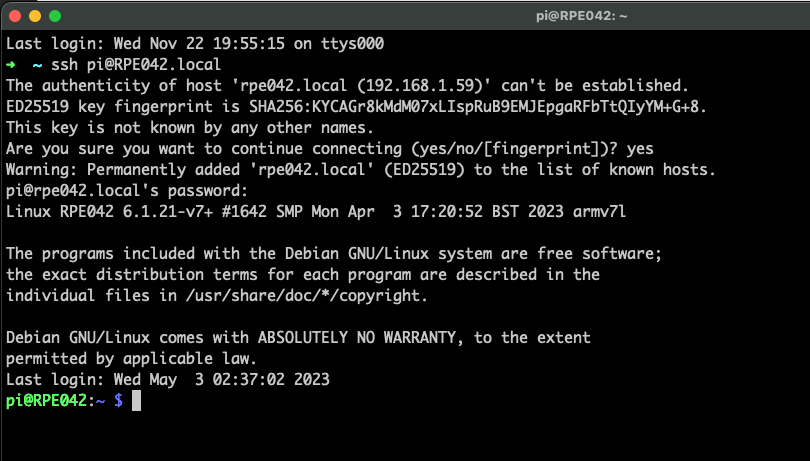 pi@RPE042: ~
Last login: Wed Nov 22 19:55:15 on ttys000
➜  ~ ssh pi@RPE042.local
The authenticity of host 'rpe042.local (192.168.1.59)' can't be established.
ED25519 key fingerprint is SHA256:KYCAGr8kMdM07xLIspRuB9EMJEpgaRFbTtQIyYM+G+8.
This key is not known by any other names.
Are you sure you want to continue connecting (yes/no/[fingerprint])? yes
Warning: Permanently added 'rpe042.local' (ED25519) to the list of known hosts.
pi@rpe042.local's password:
Linux RPE042 6.1.21-v7+ #1642 SMP Mon Apr  3 17:20:52 BST 2023 armv7l

The programs included with the Debian GNU/Linux system are free software;
the exact distribution terms for each program are described in the
individual files in /usr/share/doc/*/copyright.

Debian GNU/Linux comes with ABSOLUTELY NO WARRANTY, to the extent
permitted by applicable law.
Last login: Wed May  3 02:37:02 2023
pi@RPE042:~ $